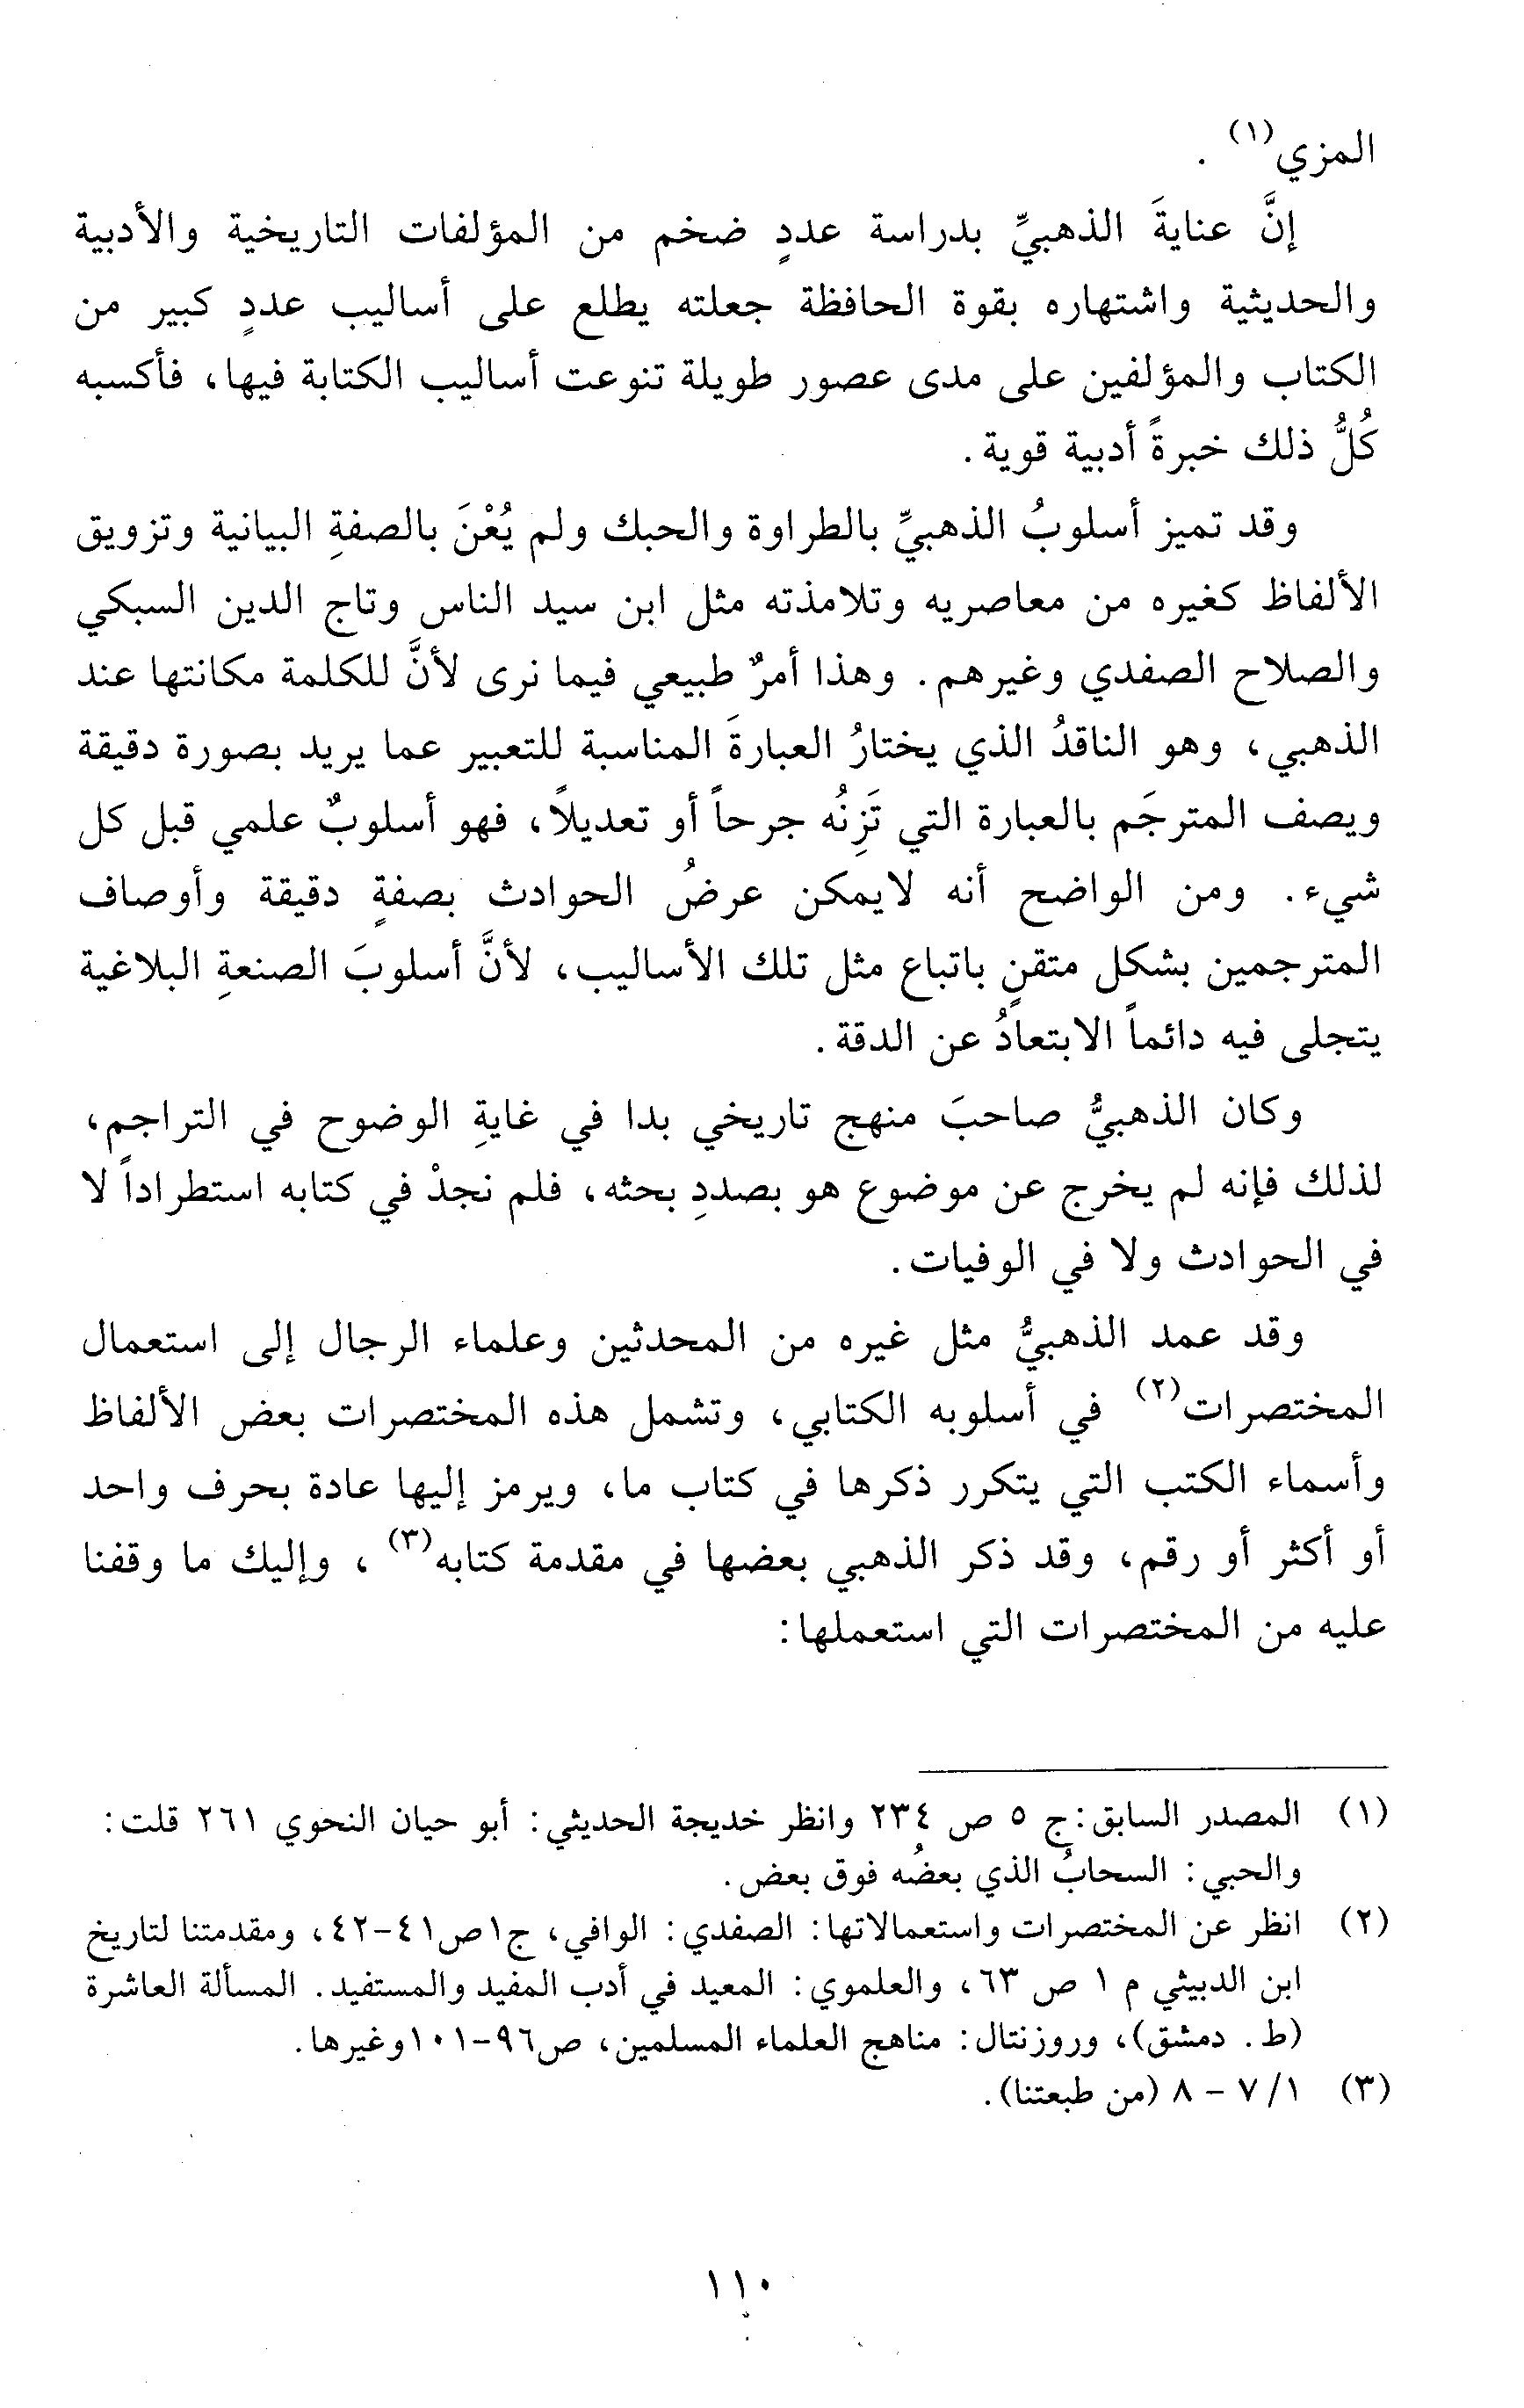 المزي(١) .
إنَّ عنايةَ الذهبيِّ بدراسة عددٍ ضخم من المؤلفات التاريخية والأدبية
والحديثية واشتهاره بقوة الحافظة جعلته يطلع على أساليب عددٍ كبير من
الكتاب والمؤلفين على مدى عصور طويلة تنوعت أساليب الكتابة فيها، فأكسبه
كُلُّ ذلك خبرةً أدبية قوية.
وقد تميز أسلوبُ الذهبيِّ بالطراوة والحبك ولم يُعْنَ بالصفةِ البيانية وتزويق
الألفاظ كغيره من معاصريه وتلامذته مثل ابن سيد الناس وتاج الدين السبكي
والصلاح الصفدي وغيرهم. وهذا أمرٌ طبيعي فيما نرى لأنَّ للكلمة مكانتها عند
الذهبي، وهو الناقدُ الذي يختارُ العبارةَ المناسبة للتعبير عما يريد بصورة دقيقة
ويصف المترجَم بالعبارة التي تَزِنُه جرحاً أو تعديلاً، فهو أسلوبٌ علمي قبل كل
شيء. ومن الواضح أنه لايمكن عرضُ الحوادث بصفةٍ دقيقة وأوصاف
المترجمين بشكل متقنٍ باتباع مثل تلك الأساليب، لأنَّ أسلوبَ الصنعةِ البلاغية
يتجلى فيه دائماً الابتعادُ عن الدقة.
وكان الذهبيُّ صاحبَ منهج تاريخي بدا في غايةِ الوضوح في التراجم،
لذلك فإنه لم يخرج عن موضوع هو بصددِ بحثه، فلم نجدْ في كتابه استطراداً لا
في الحوادث ولا في الوفيات.
وقد عمد الذهبيُّ مثل غيره من المحدثين وعلماء الرجال إلى استعمال
المختصرات(٢) في أسلوبه الكتابي، وتشمل هذه المختصرات بعض الألفاظ
وأسماء الكتب التي يتكرر ذكرها في كتاب ما، ويرمز إليها عادة بحرف واحد
أو أكثر أو رقم، وقد ذكر الذهبي بعضها في مقدمة كتابه(٣) ، وإليك ما وقفنا
عليه من المختصرات التي استعملها:
(١) المصدر السابق: ج ٥ ص ٢٣٤ وانظر خديجة الحديثي: أبو حيان النحوي ٢٦١ قلت:
والحبي: السحابُ الذي بعضُه فوق بعض.
(٢) انظر عن المختصرات واستعمالاتها: الصفدي: الوافي، ج١ص٤١-٤٢، ومقدمتنا لتاريخ
ابن الدبيثي م ١ ص ٦٣، والعلموي: المعيد في أدب المفيد والمستفيد. المسألة العاشرة
(ط. دمشق)، وروزنتال: مناهج العلماء المسلمين، ص٩٦-١٠١وغيرها.
(٣) ١/ ٧ - ٨ (من طبعتنا).
١١٠